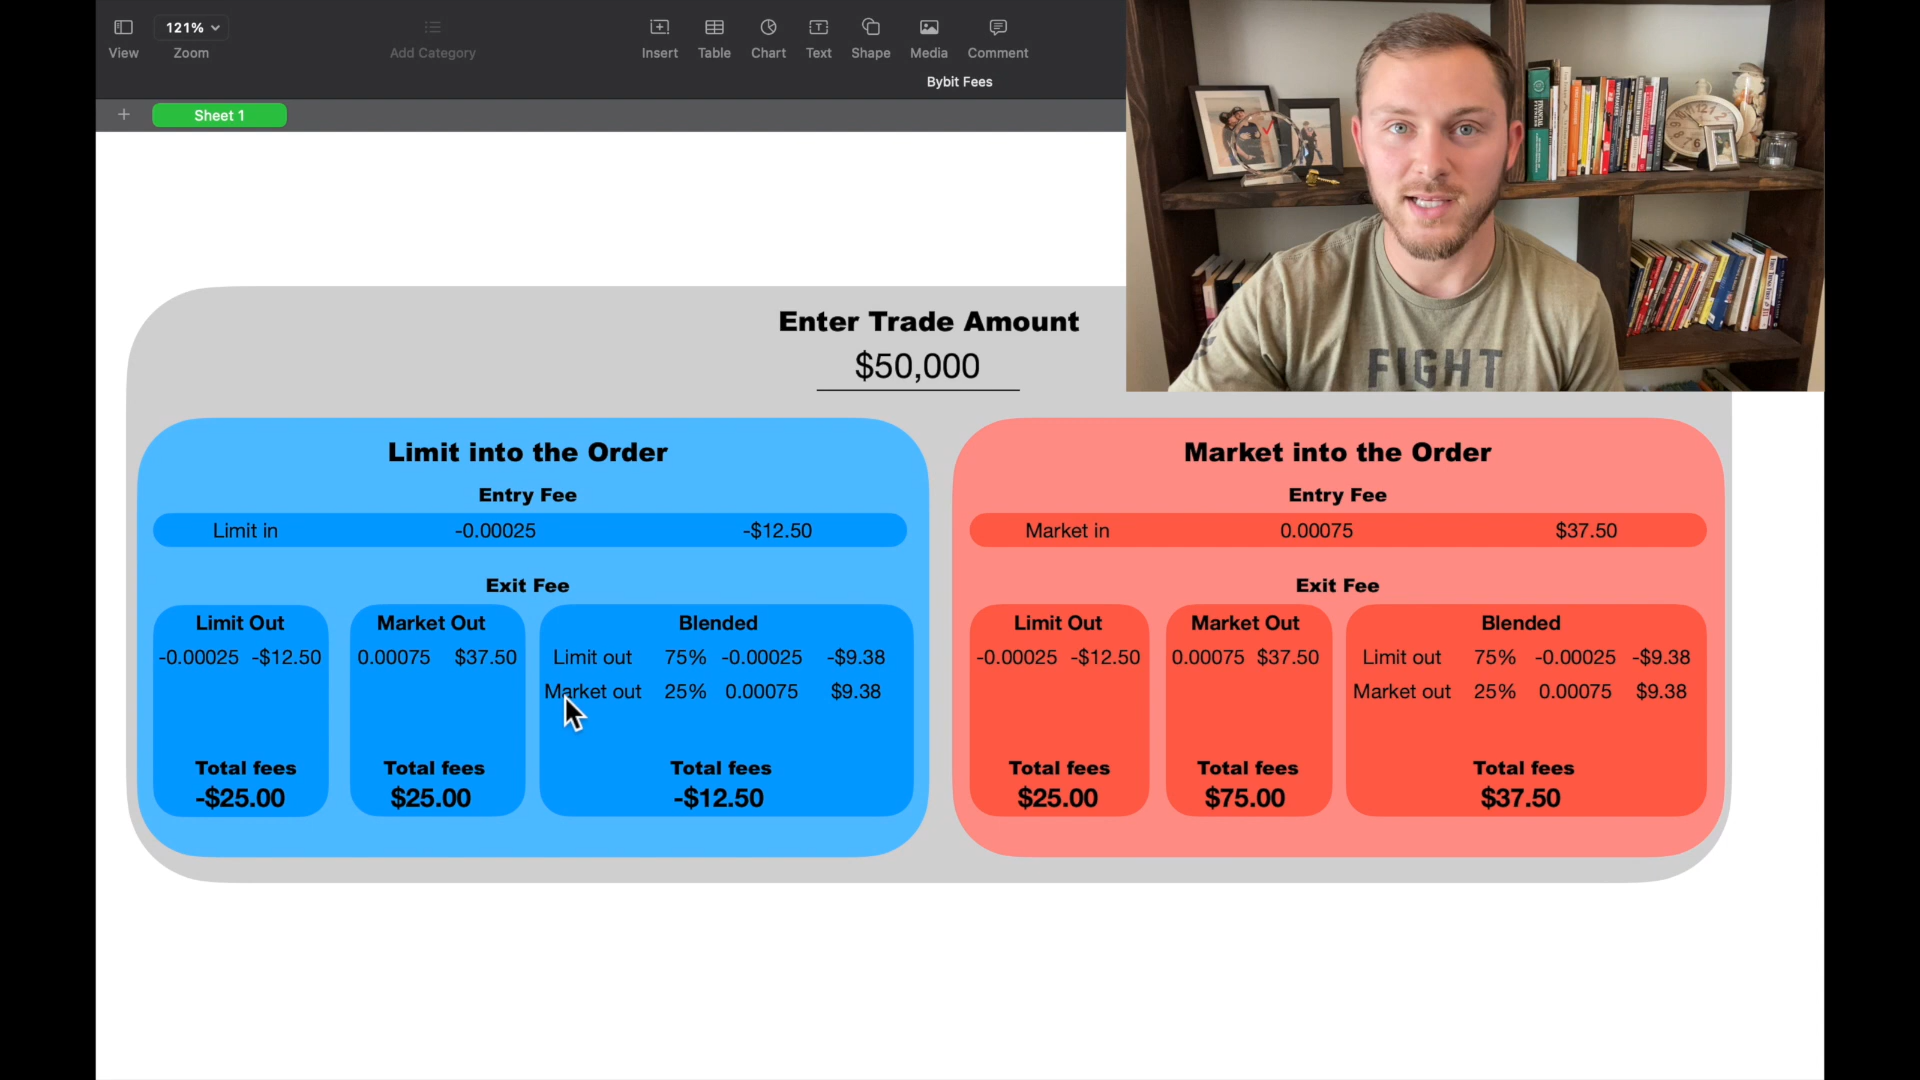 121%
View
Zoom
Add Category
Insert
Table
Chart
Text
Shape
Media
Comment
Bybit Fees
+ Sheet 1
Enter Trade Amount
$50,000
FIGHT
Limit into the Order
Entry Fee
Limit in -0.00025 -$12.50
Exit Fee
Limit Out
-0.00025 -$12.50
Total fees
-$25.00
Market Out
0.00075 $37.50
Total fees
$25.00
Blended
Limit out 75% -0.00025 -$9.38
Market out 25% 0.00075 $9.38
Total fees
-$12.50
Market into the Order
Entry Fee
Market in 0.00075 $37.50
Exit Fee
Limit Out
-0.00025 -$12.50
Total fees
$25.00
Market Out
0.00075 $37.50
Total fees
$75.00
Blended
Limit out 75% -0.00025 -$9.38
Market out 25% 0.00075 $9.38
Total fees
$37.50